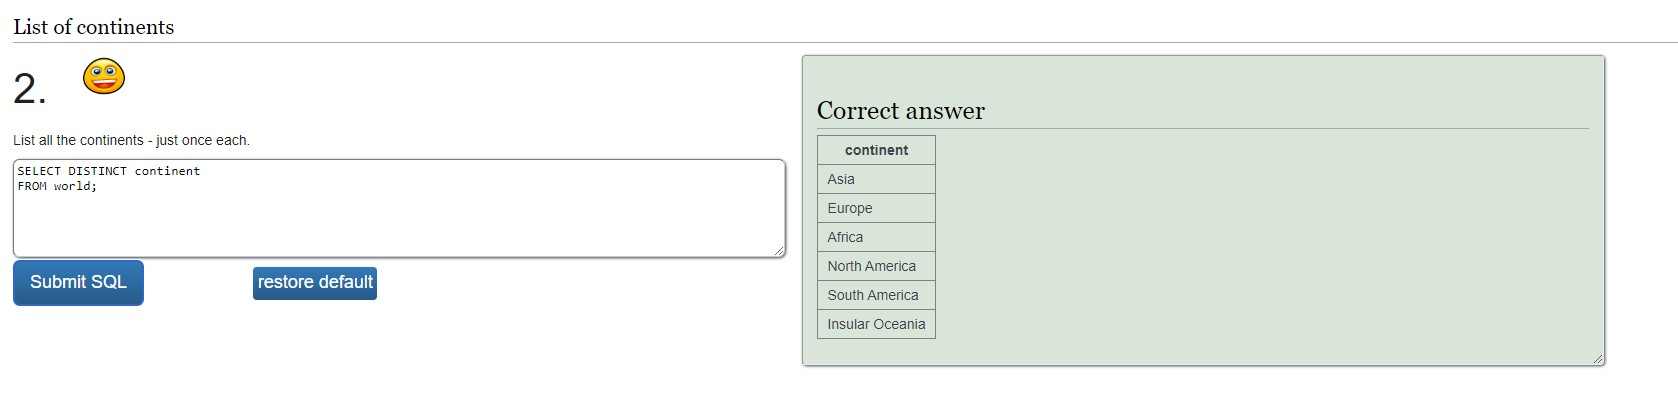 List of continents
2.
List all the continents - just once each.
SELECT DISTINCT continent
FROM world;
Submit SQL
restore default
Correct answer
continent
Asia
Europe
Africa
North America
South America
Insular Oceania